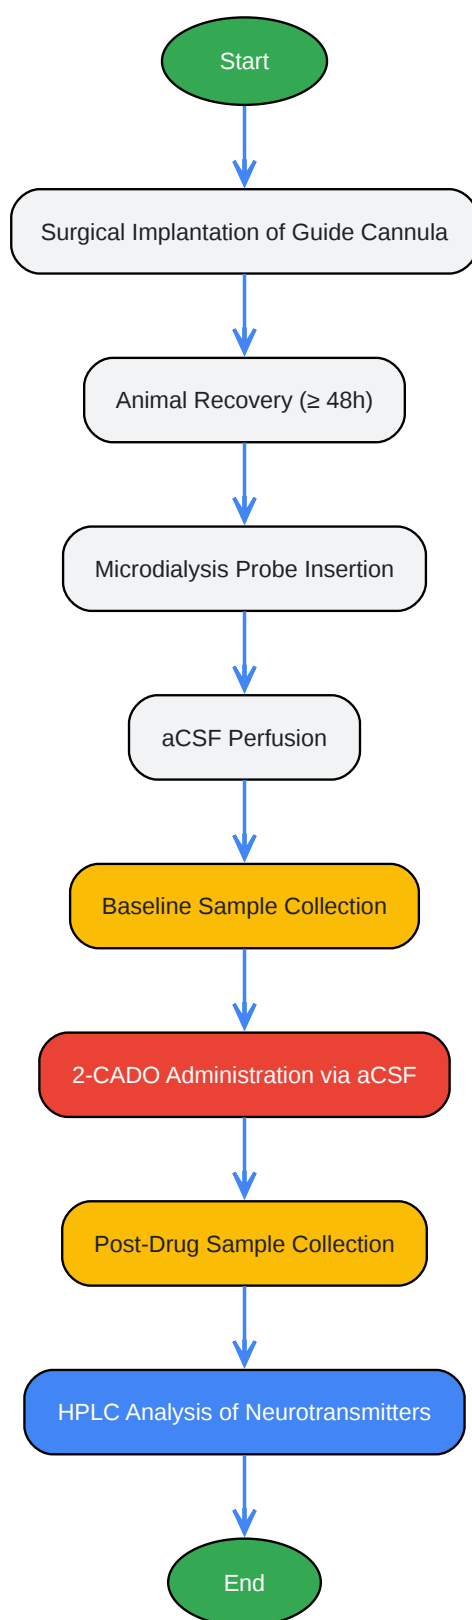 Start
Surgical Implantation of Guide Cannula
Animal Recovery (≥ 48h)
Microdialysis Probe Insertion
aCSF Perfusion
Baseline Sample Collection
2-CADO Administration via aCSF
Post-Drug Sample Collection
HPLC Analysis of Neurotransmitters
End